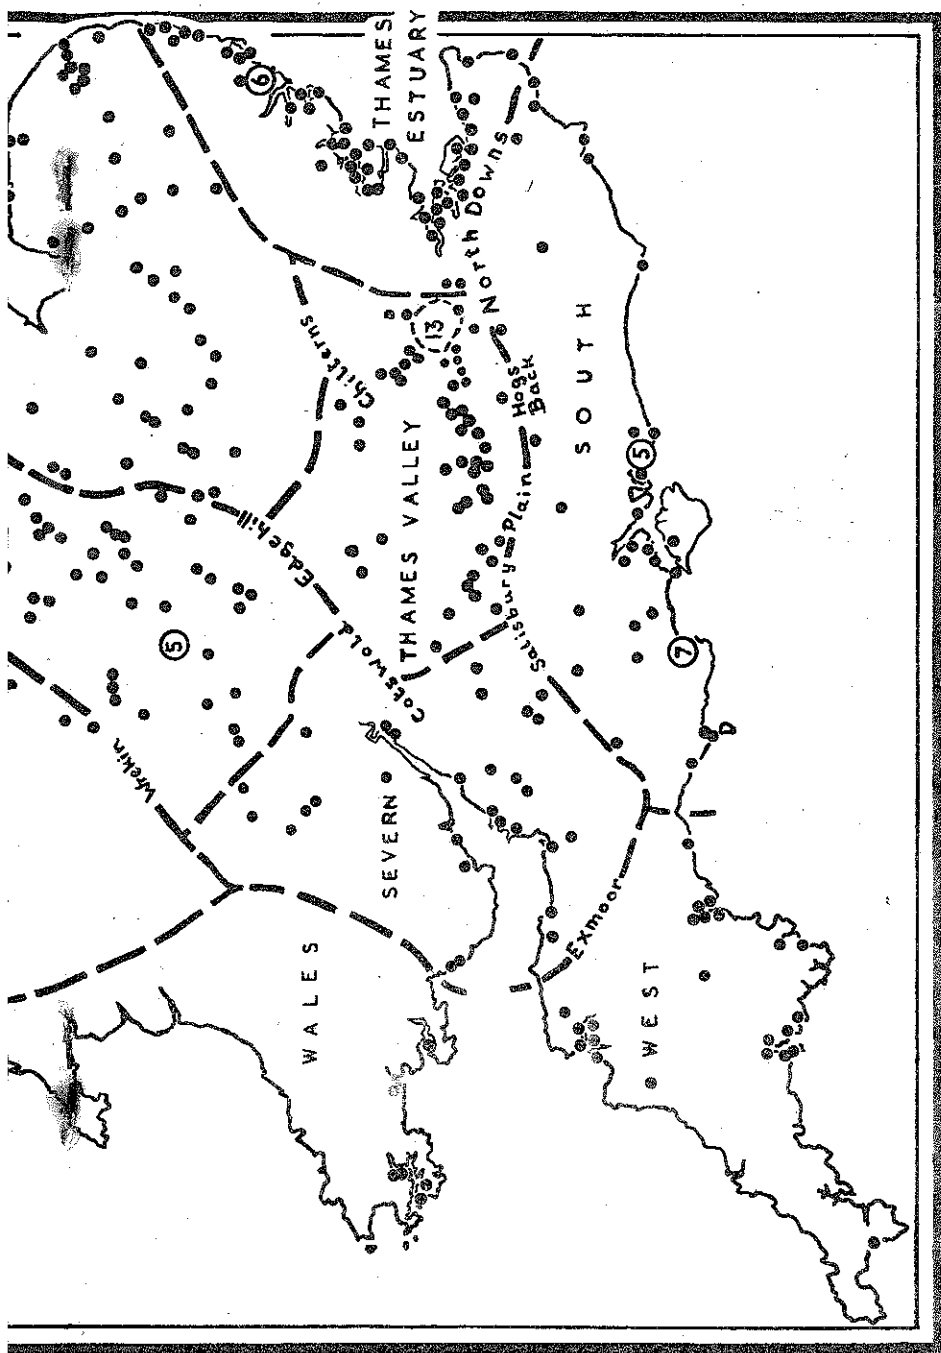 THAMES
ESTUARY
6
North Downs
13
Chilterns
Hogs
Back
SOUTH
5
THAMES VALLEY
Edgehill
Salisbury Plain
Cotswold
5
7
D
Wrekin
SEVERN
Exmoor
WALES
WEST